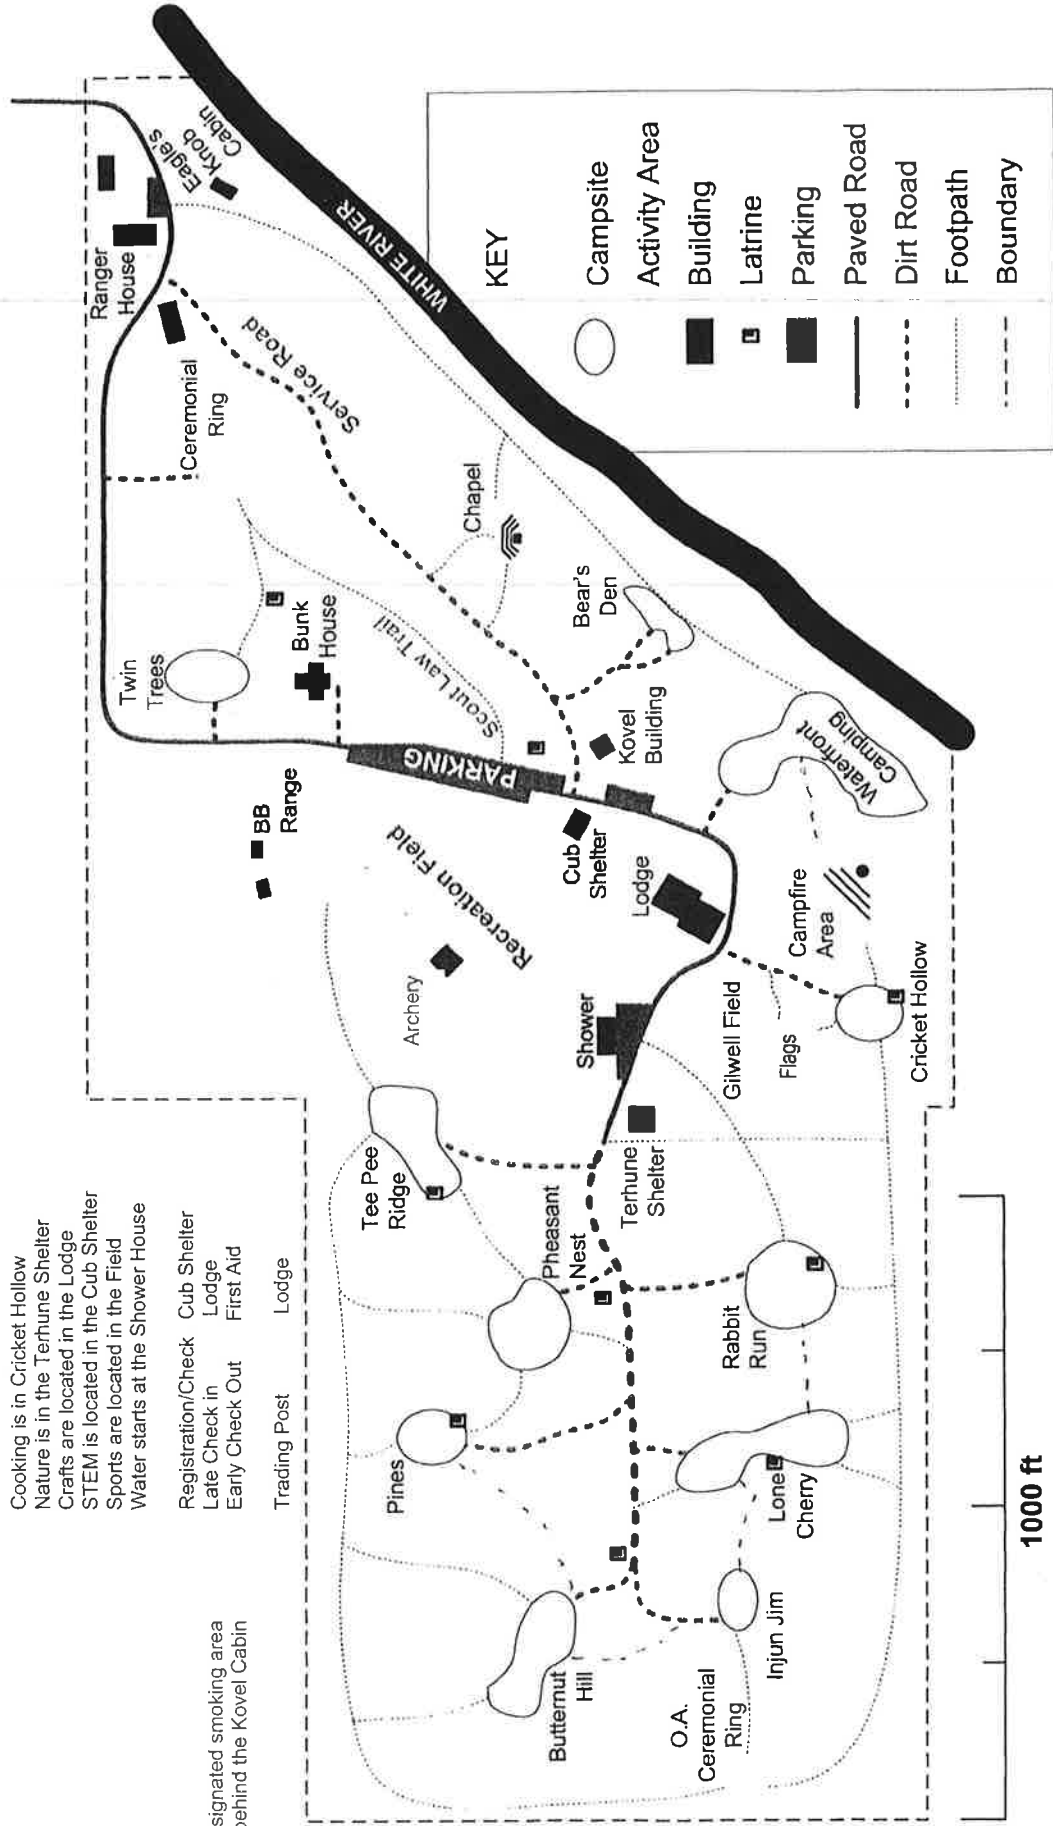 Cooking is in Cricket Hollow
Nature is in the Terhune Shelter
Crafts are located in the Lodge
STEM is located in the Cub Shelter
Sports are located in the Field
Water starts at the Shower House
Registration/Check Cub Shelter
Late Check in Lodge
Early Check Out First Aid
Trading Post Lodge
signated smoking area
behind the Kovel Cabin
Ranger
House
Eagle's
Knob
Cabin
Ceremonial
Ring
Service Road
WHITE RIVER
Twin
Trees
Bunk
House
Scout Law Trail
Chapel
Bear's
Den
BB
Range
PARKING
Kovel
Building
Recreation Field
Cub
Shelter
Waterfront
Camping
Lodge
Archery
Campfire
Area
Shower
Gilwell Field
Flags
Cricket Hollow
Tee Pee
Ridge
Terhune
Shelter
Pheasant
Nest
Rabbit
Run
Pines
Lone
Cherry
Butternut
Hill
Injun Jim
O.A.
Ceremonial
Ring
L
L
L
L
L
L
L
L
L
L
KEY
Campsite
Activity Area
Building
L Latrine
Parking
Paved Road
Dirt Road
Footpath
Boundary
1000 ft